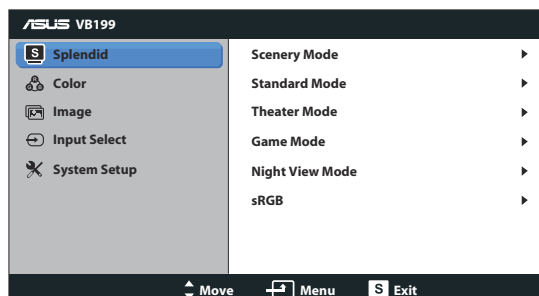 ASUS VB199
S Splendid
Color
Image
Input Select
System Setup
Scenery Mode
Standard Mode
Theater Mode
Game Mode
Night View Mode
sRGB
Move Menu S Exit